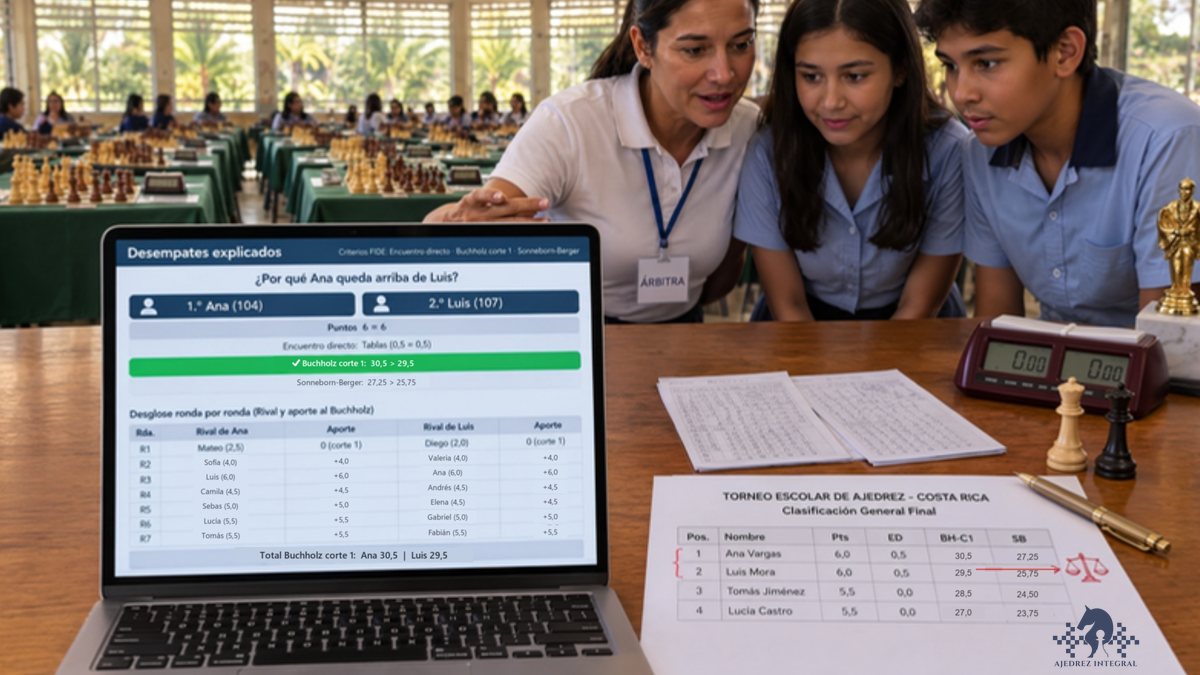 Desempates explicados
Criterios FIDE: Encuentro directo · Buchholz corte 1 · Sonneborn-Berger
¿Por qué Ana queda arriba de Luis?
1.º Ana (104)
2.º Luis (107)
Puntos 6 = 6
Encuentro directo: Tablas (0,5 = 0,5)
✔ Buchholz corte 1: 30,5 > 29,5
Sonneborn-Berger: 27,25 > 25,75
Desglose ronda por ronda (Rival y aporte al Buchholz)
Rda. Rival de Ana Aporte Rival de Luis Aporte
R1 Mateo (2,5) 0 (corte 1) Diego (2,0) 0 (corte 1)
R2 Sofía (4,0) +4,0 Valeria (4,0) +4,0
R3 Luis (6,0) +6,0 Ana (6,0) +6,0
R4 Camila (4,5) +4,5 Andrés (4,5) +4,5
R5 Sebas (5,0) +5,0 Elena (4,5) +4,5
R6 Lucía (5,5) +5,5 Gabriel (5,0) +5,0
R7 Tomás (5,5) +5,5 Fabián (5,5) +5,5
Total Buchholz corte 1: Ana 30,5 | Luis 29,5
ÁRBITRA
0:00 0:00
TORNEO ESCOLAR DE AJEDREZ – COSTA RICA
Clasificación General Final
Pos. Nombre Pts ED BH-C1 SB
1 Ana Vargas 6,0 0,5 30,5 27,25
2 Luis Mora 6,0 0,5 29,5 25,75
3 Tomás Jiménez 5,5 0,0 28,5 24,50
4 Lucía Castro 5,5 0,0 27,0 23,75
AJEDREZ INTEGRAL